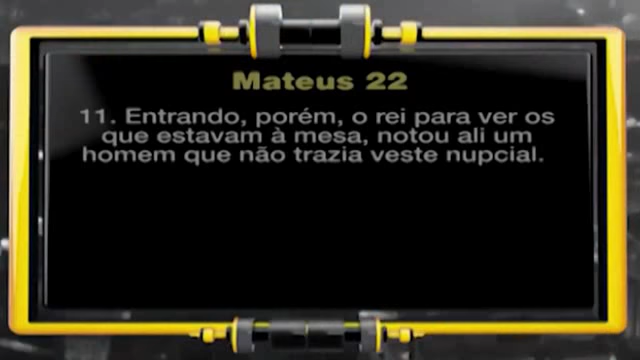 Mateus 22
11. Entrando, porém, o rei para ver os
que estavam à mesa, notou ali um
homem que não trazia veste nupcial.